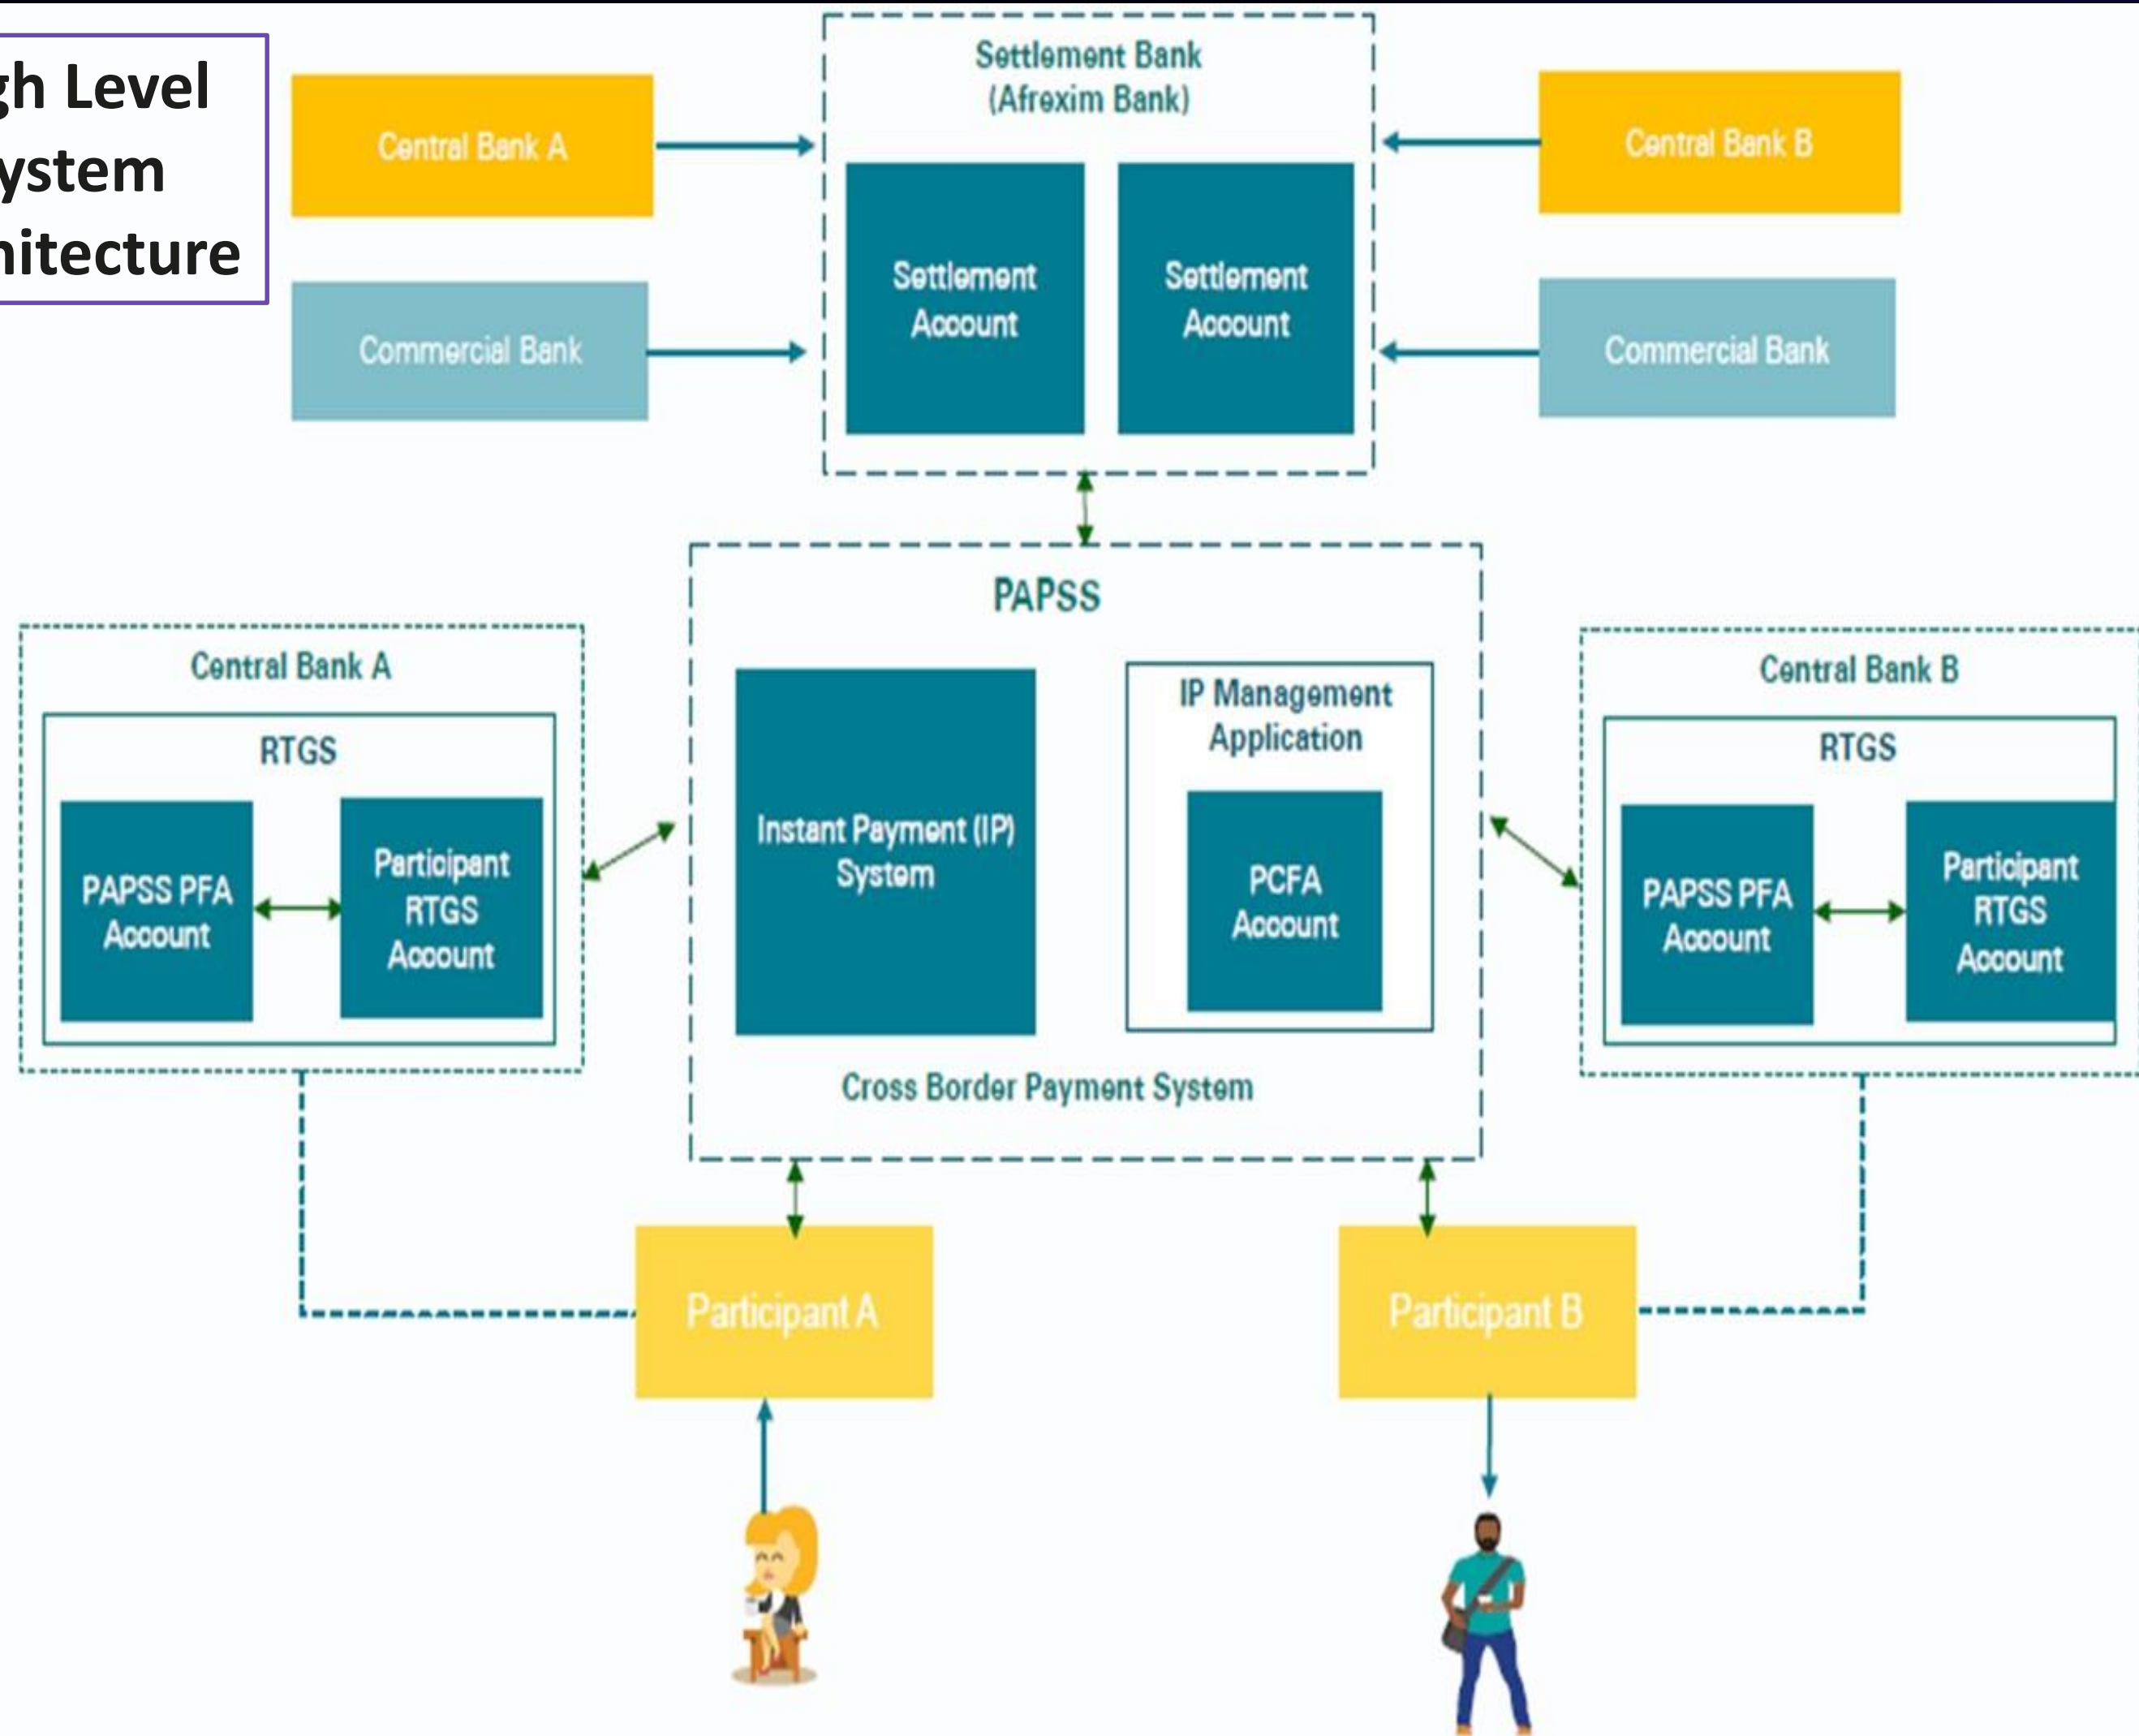 gh Level
ystem
hitecture
Settlement Bank
(Afrexim Bank)
Central Bank A
Central Bank B
Settlement
Account
Settlement
Account
Commercial Bank
Commercial Bank
PAPSS
Central Bank A
RTGS
PAPSS PFA
Account
Participant
RTGS
Account
Instant Payment (IP)
System
IP Management
Application
PCFA
Account
Cross Border Payment System
Central Bank B
RTGS
PAPSS PFA
Account
Participant
RTGS
Account
Participant A
Participant B